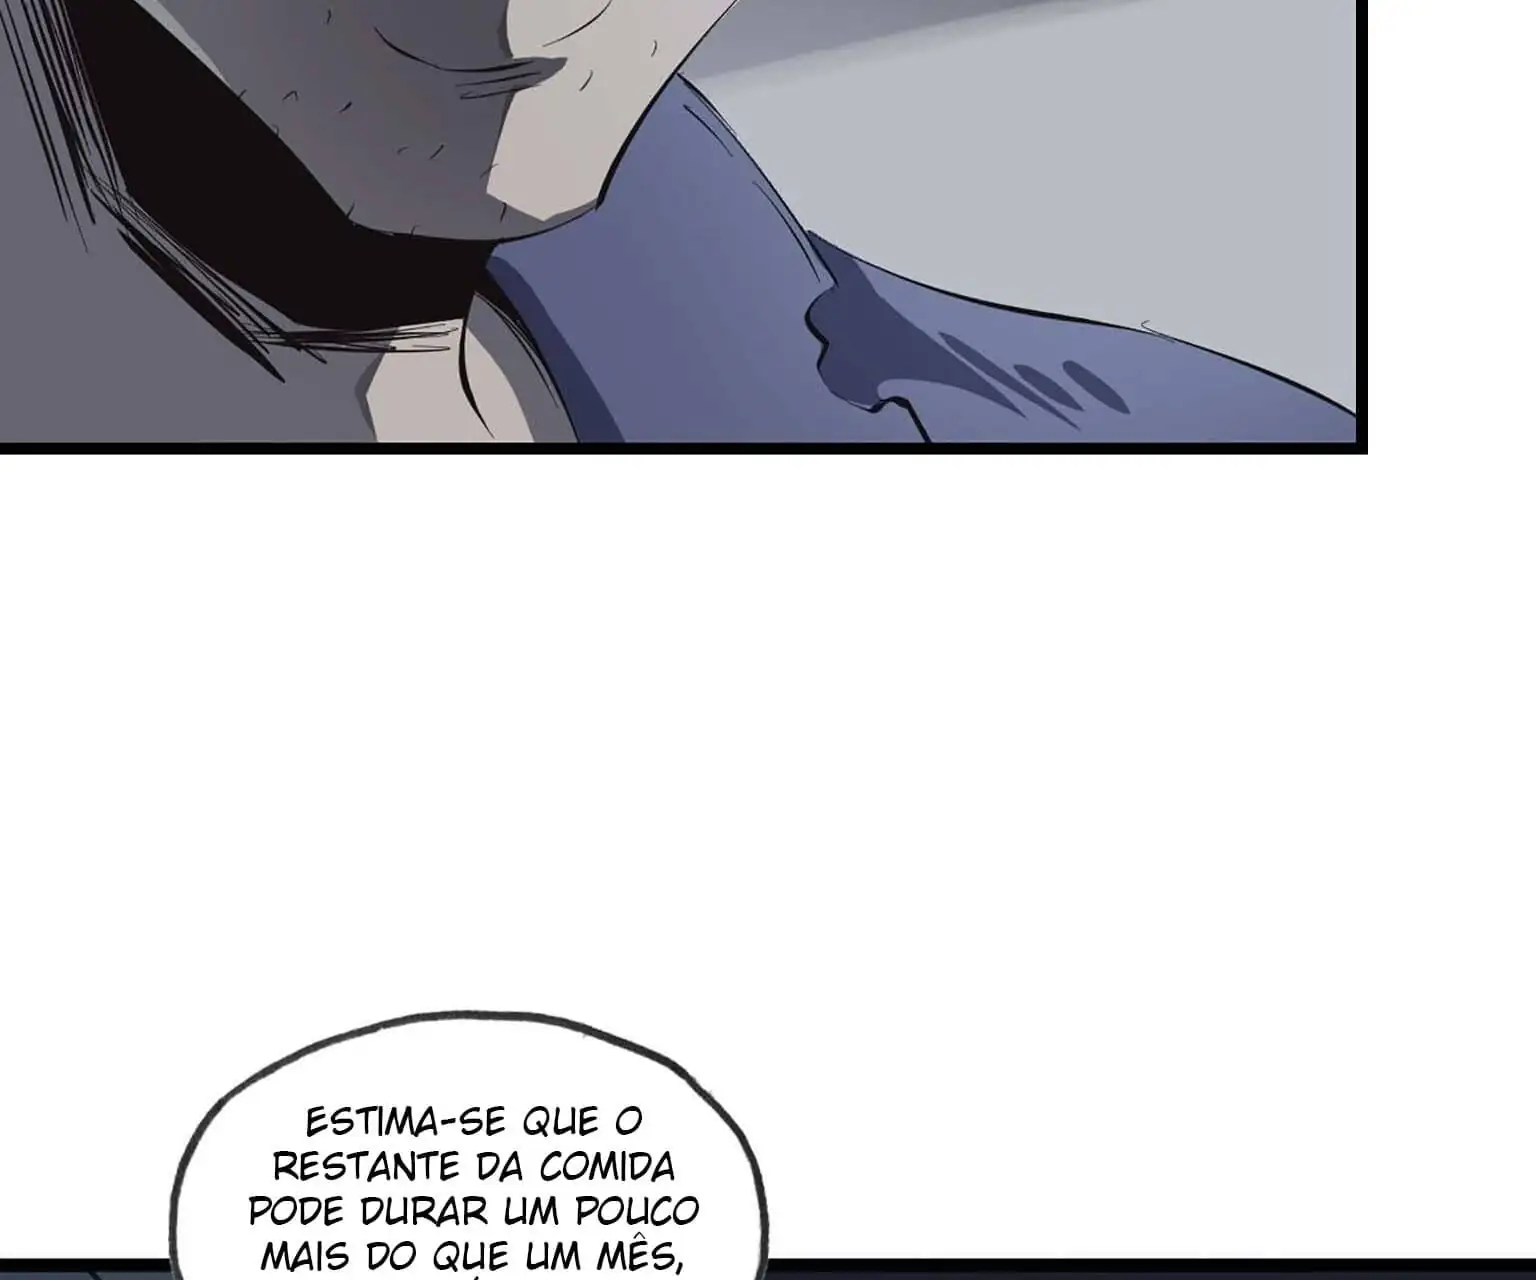 ESTIMA-SE QUE O
RESTANTE DA COMIDA
PODE DURAR UM POUCO
MAIS DO QUE UM MÊS,